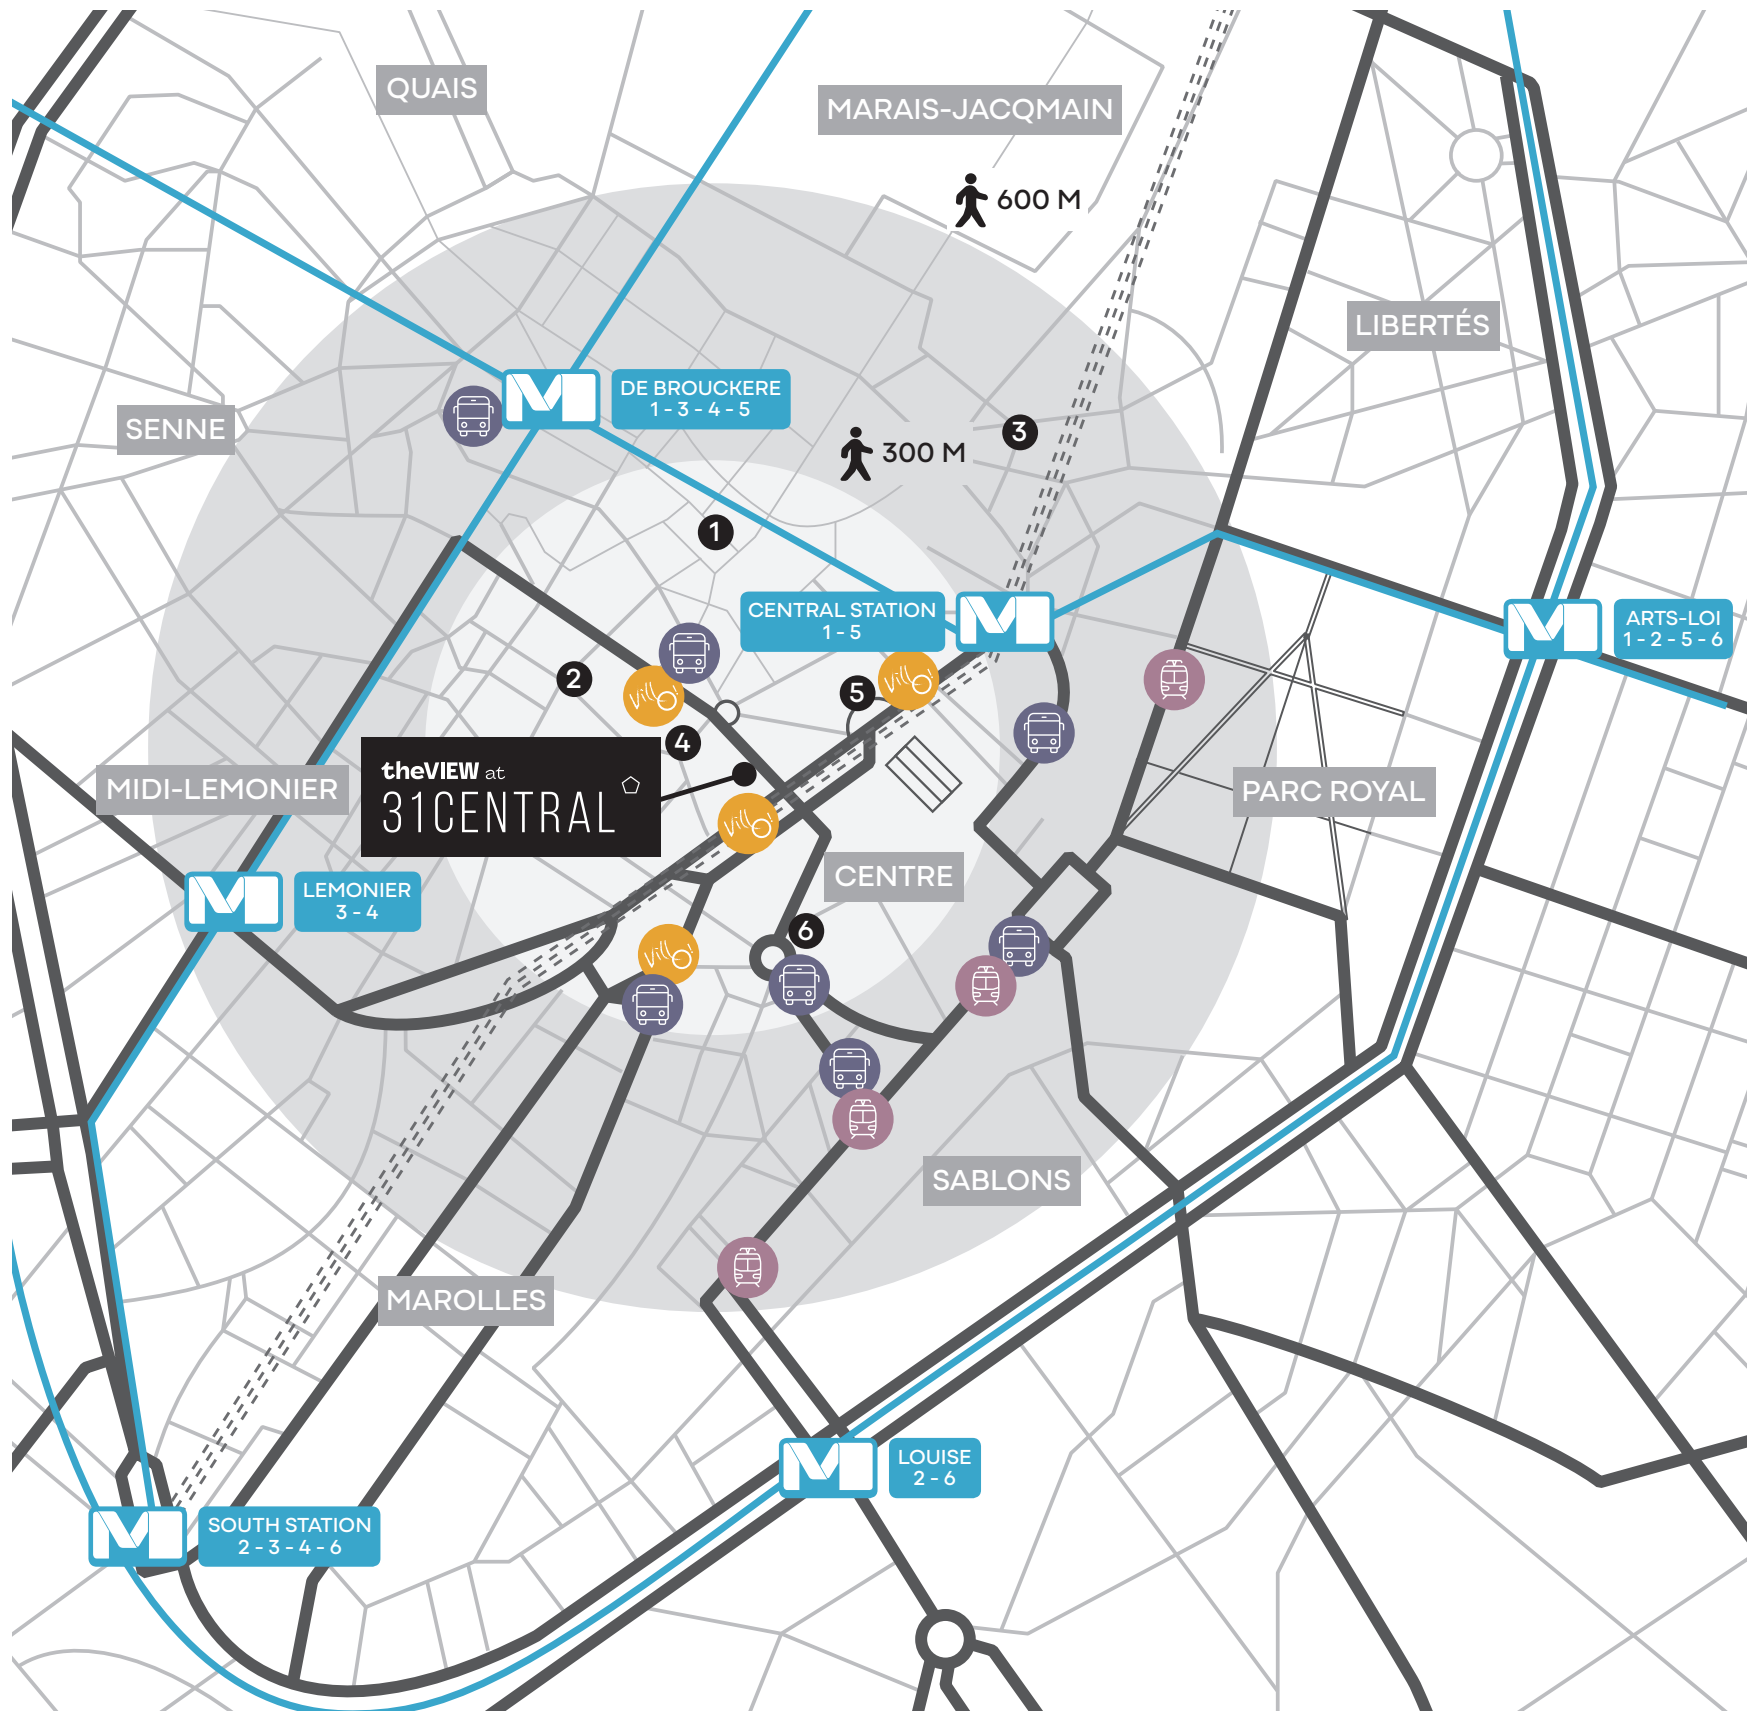 QUAIS
MARAIS-JACQMAIN
600 M
LIBERTÉS
DE BROUCKERE
1 - 3 - 4 - 5
SENNE
3
300 M
1
CENTRAL STATION
1 - 5
ARTS-LOI
1 - 2 - 5 - 6
2
Villo!
Villo!
5
4
theVIEW at
31CENTRAL
MIDI-LEMONIER
PARC ROYAL
Villo!
CENTRE
LEMONIER
3 - 4
6
Villo!
SABLONS
MAROLLES
LOUISE
2 - 6
SOUTH STATION
2 - 3 - 4 - 6